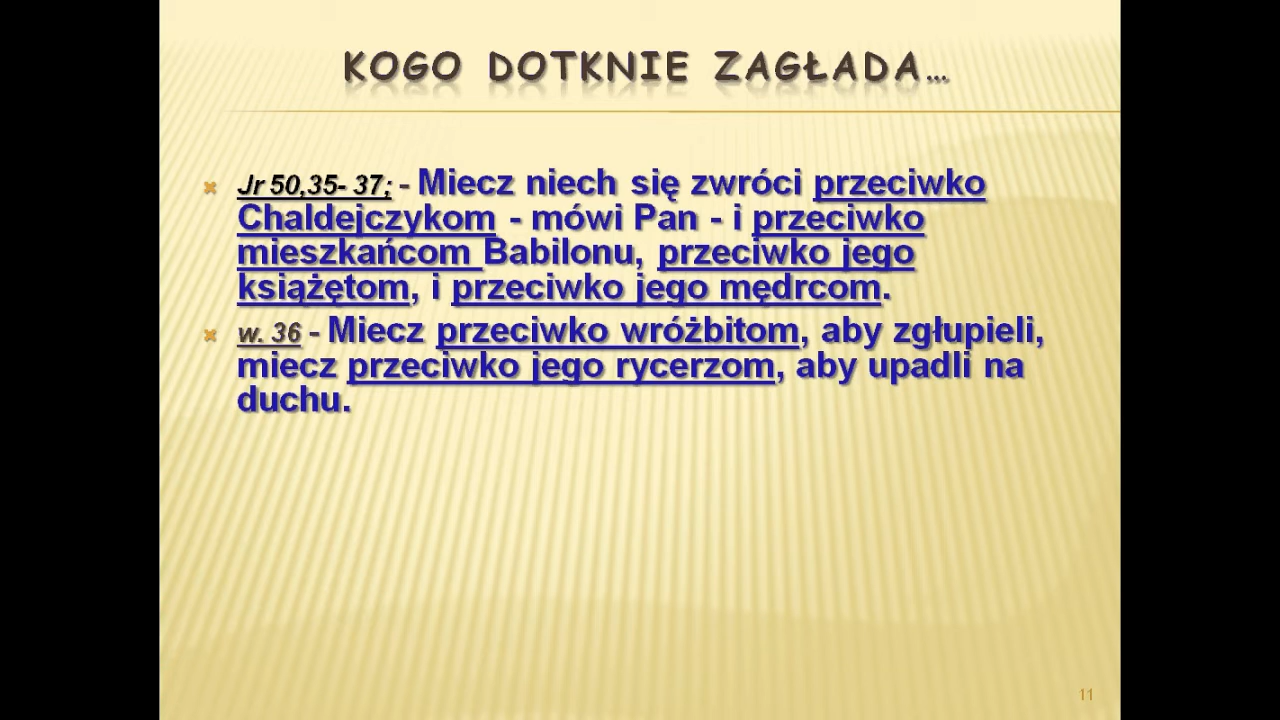 KOGO DOTKNIE ZAGŁADA…
Jr 50,35- 37; - Miecz niech się zwróci przeciwko
Chaldejczykom - mówi Pan - i przeciwko
mieszkańcom Babilonu, przeciwko jego
książętom, i przeciwko jego mędrcom.
w. 36 - Miecz przeciwko wróżbitom, aby zgłupieli,
miecz przeciwko jego rycerzom, aby upadli na
duchu.
11